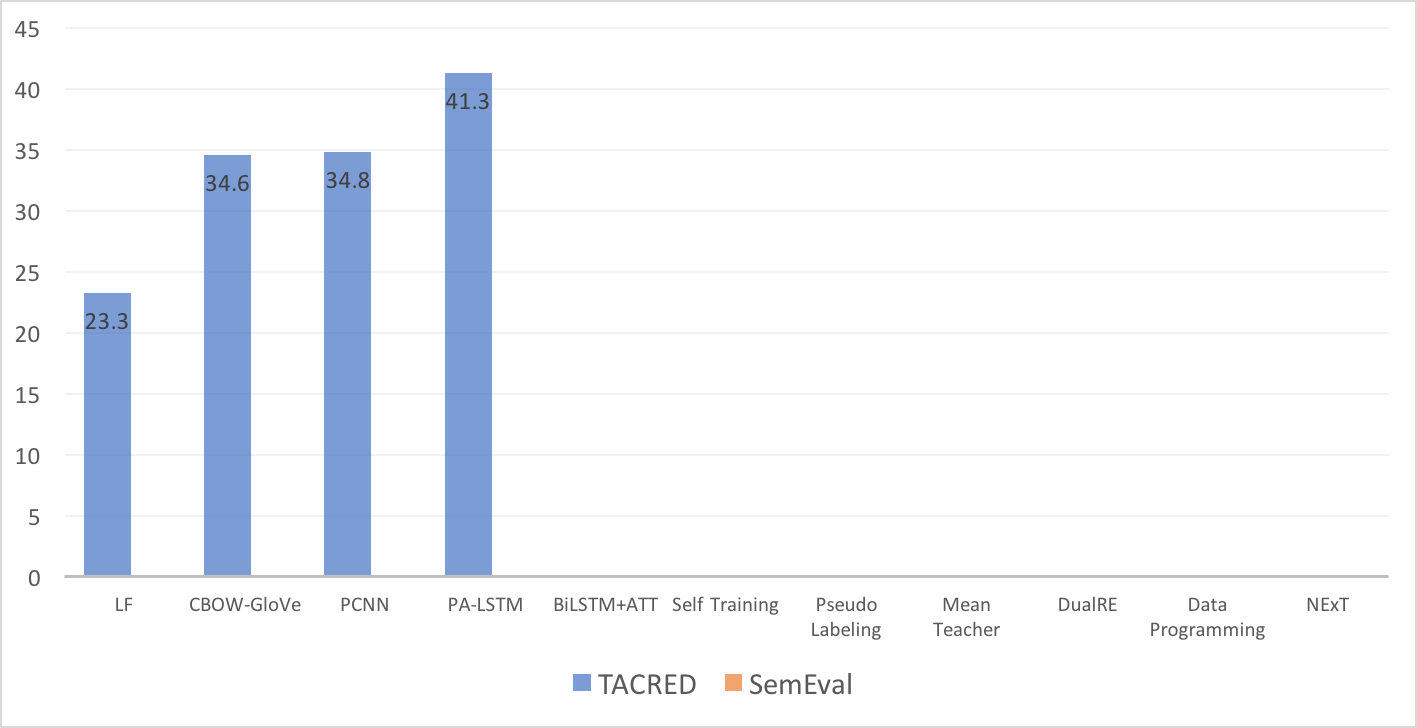 45
40
35
30
25
20
15
10
5
0
41.3
34.6
34.8
23.3
LF
CBOW-GloVe
PCNN
PA-LSTM
BiLSTM+ATT
Self Training
Pseudo
Labeling
Mean
Teacher
DualRE
Data
Programming
NExT
TACRED
SemEval